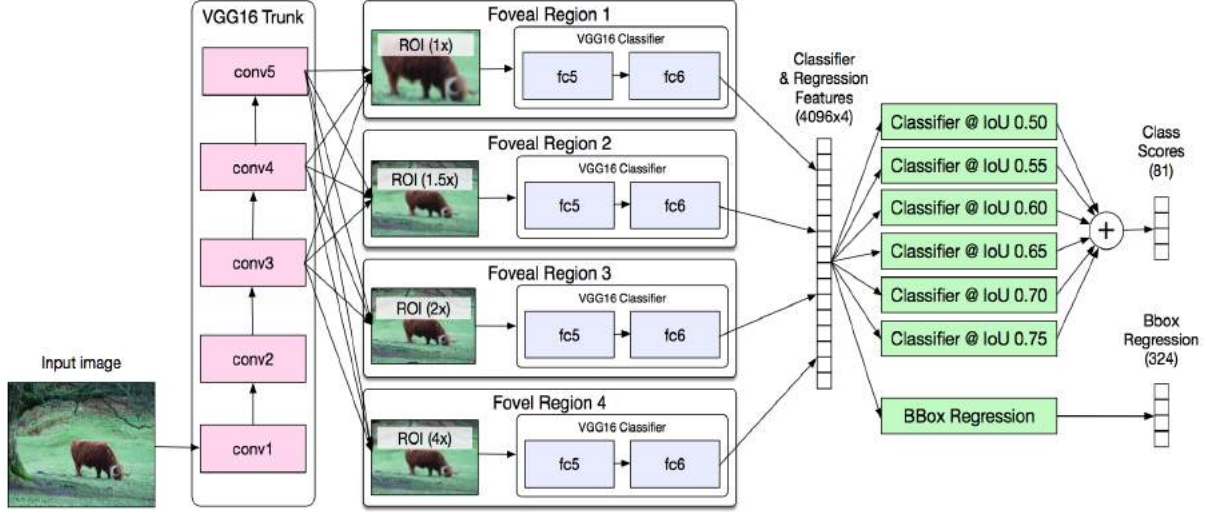 VGG16 Trunk
conv5
conv4
conv3
conv2
conv1
Input image
Foveal Region 1
ROI (1x)
VGG16 Classifier
fc5
fc6
Foveal Region 2
ROI (1.5x)
VGG16 Classifier
fc5
fc6
Foveal Region 3
ROI (2x)
VGG16 Classifier
fc5
fc6
Fovel Region 4
ROI (4x)
VGG16 Classifier
fc5
fc6
Classifier
& Regression
Features
(4096x4)
Classifier @ IoU 0.50
Classifier @ IoU 0.55
Classifier @ IoU 0.60
Classifier @ IoU 0.65
Classifier @ IoU 0.70
Classifier @ IoU 0.75
BBox Regression
+
Class
Scores
(81)
Bbox
Regression
(324)